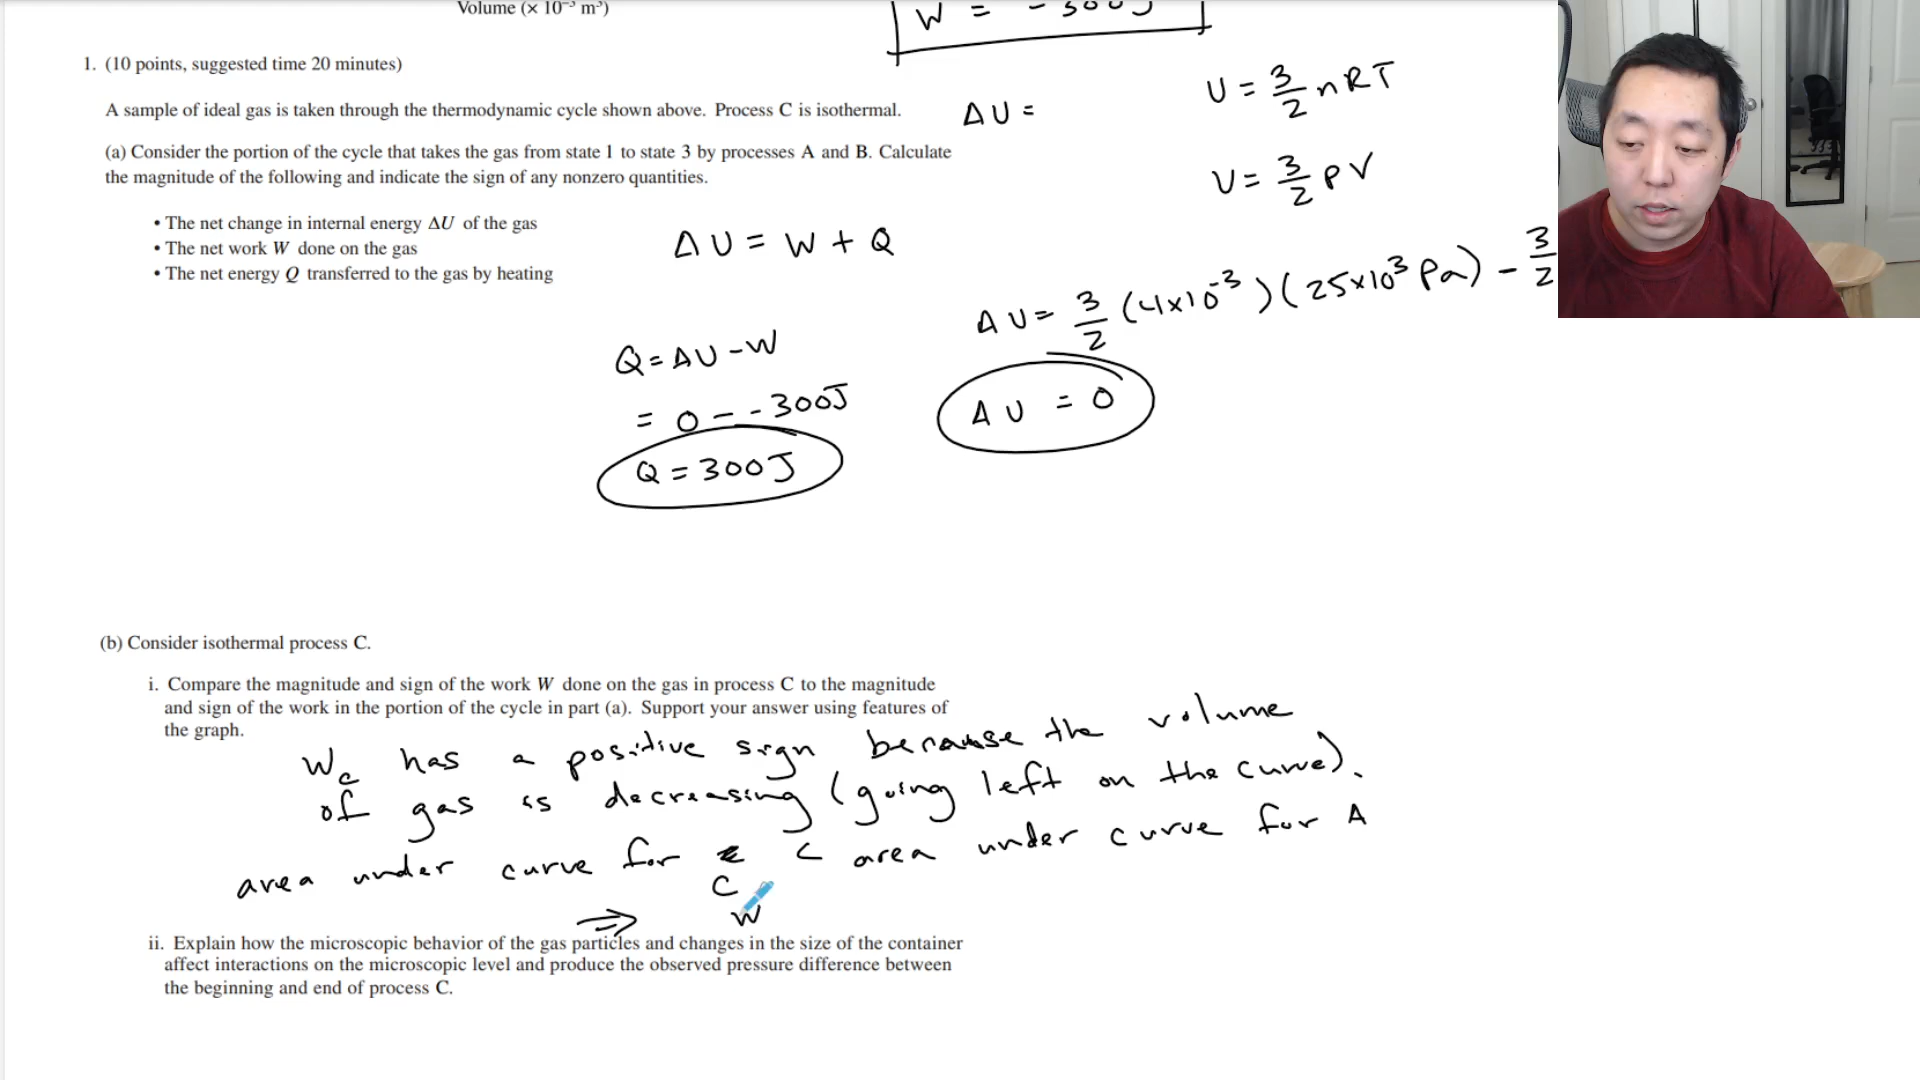 Volume (× 10⁻³ m³)
W = - 300J
1. (10 points, suggested time 20 minutes)
A sample of ideal gas is taken through the thermodynamic cycle shown above. Process C is isothermal.
ΔU =
U = 3/2 nRT
(a) Consider the portion of the cycle that takes the gas from state 1 to state 3 by processes A and B. Calculate
the magnitude of the following and indicate the sign of any nonzero quantities.
U = 3/2 PV
• The net change in internal energy ΔU of the gas
• The net work W done on the gas
• The net energy Q transferred to the gas by heating
ΔU = W + Q
ΔU = 3/2 (4x10⁻³)(25x10³ Pa) - 3/2
Q = ΔU - W
= 0 - - 300J
Q = 300J
ΔU = 0
(b) Consider isothermal process C.
i. Compare the magnitude and sign of the work W done on the gas in process C to the magnitude
and sign of the work in the portion of the cycle in part (a). Support your answer using features of
the graph.
Wc has a positive sign because the volume
of gas is decreasing (going left on the curve).
area under curve for C < area under curve for A
⇒ W
ii. Explain how the microscopic behavior of the gas particles and changes in the size of the container
affect interactions on the microscopic level and produce the observed pressure difference between
the beginning and end of process C.